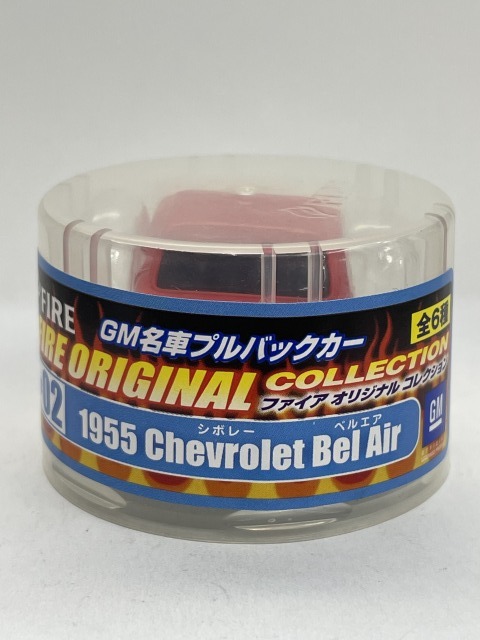 FIRE
GM名車プルバックカー
全6種
FIRE ORIGINAL COLLECTION
ファイア オリジナル コレクション
02
シボレー ベルエア
1955 Chevrolet Bel Air
GM